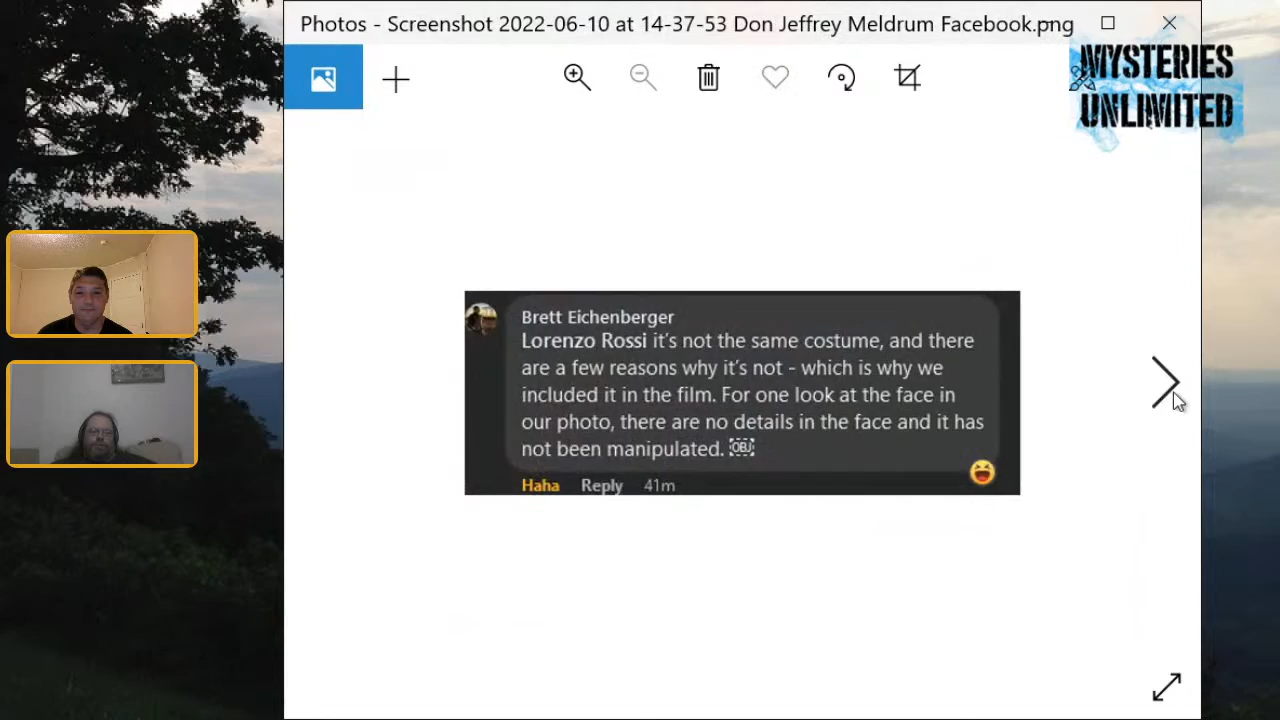 Photos - Screenshot 2022-06-10 at 14-37-53 Don Jeffrey Meldrum Facebook.png
MYSTERIES
UNLIMITED
Brett Eichenberger
Lorenzo Rossi it's not the same costume, and there
are a few reasons why it's not - which is why we
included it in the film. For one look at the face in
our photo, there are no details in the face and it has
not been manipulated. OBJ
Haha Reply 41m